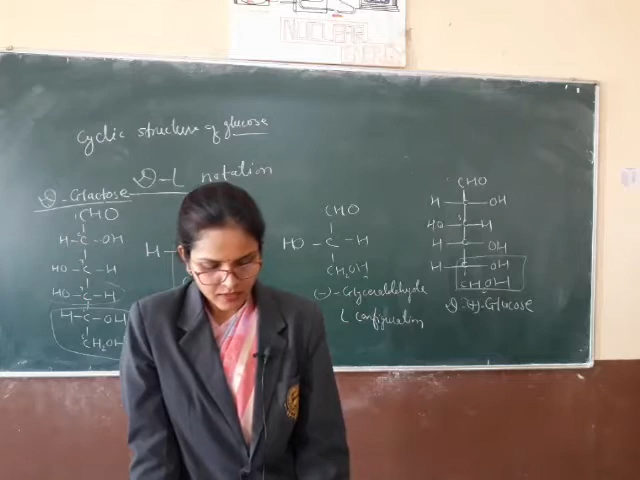 NUCLEAR
ENERGY
Cyclic structure of glucose
D-L notation
D-Glactose
CHO
H-C-OH
HO-C-H
HO-C-H
H-C-OH
CH₂OH
H
CHO
HO-C-H
CH₂OH
(-)-Glyceraldehyde
L configuration
CHO
H OH
HO H
H OH
H OH
CH₂OH
D-(+)-Glucose